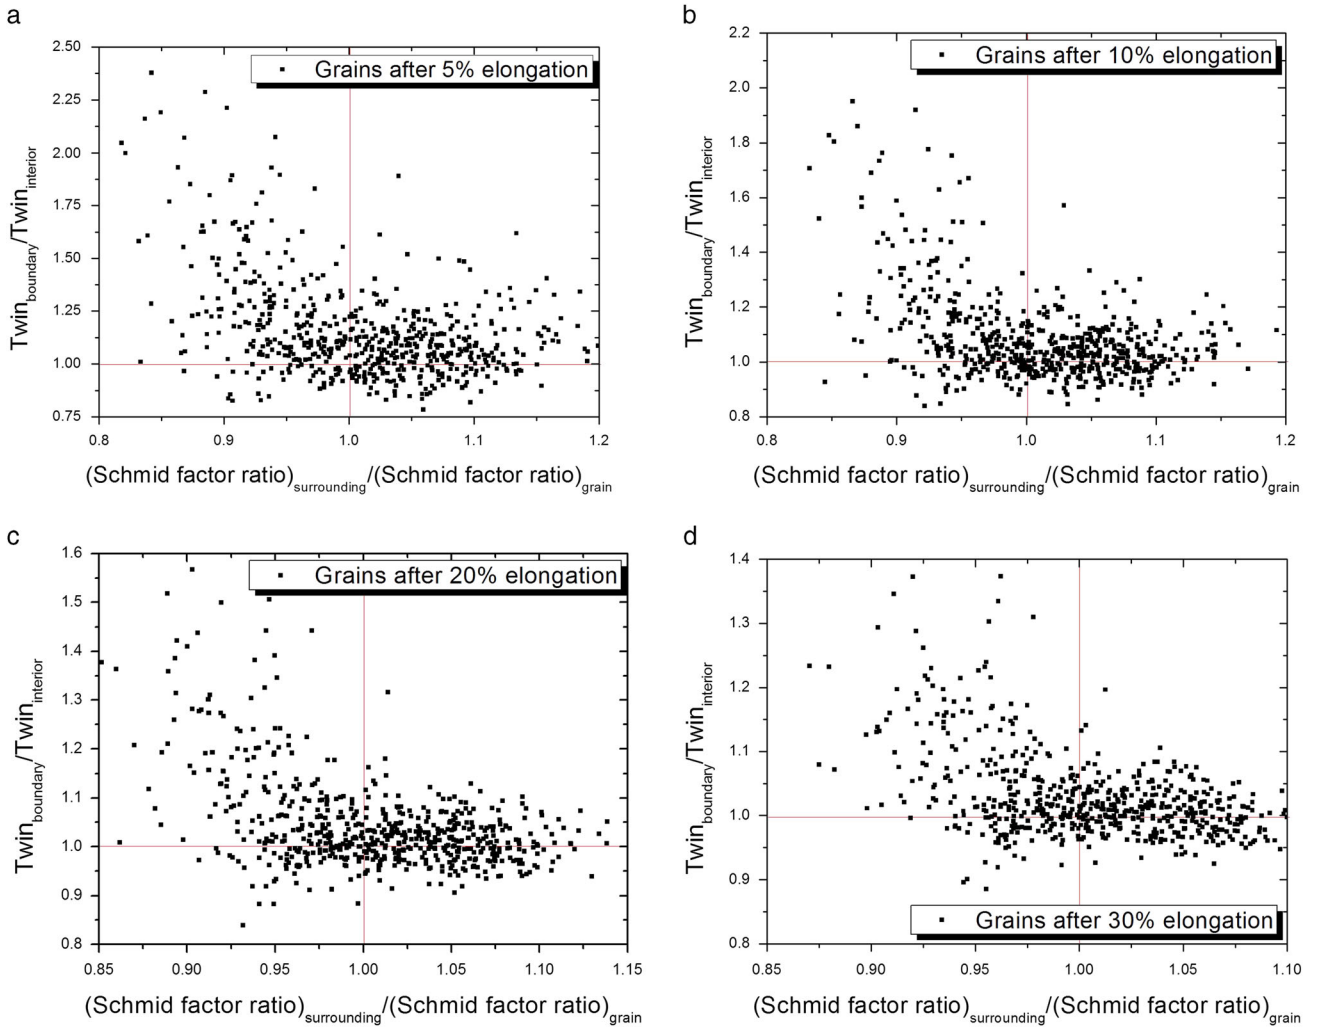 a
2.50
Grains after 5% elongation
2.25
2.00
1.75
1.50
1.25
1.00
0.75
0.8 0.9 1.0 1.1 1.2
Twinboundary/Twininterior
(Schmid factor ratio)surrounding/(Schmid factor ratio)grain
b
2.2
Grains after 10% elongation
2.0
1.8
1.6
1.4
1.2
1.0
0.8
0.8 0.9 1.0 1.1 1.2
Twinboundary/Twininterior
(Schmid factor ratio)surrounding/(Schmid factor ratio)grain
c
1.6
Grains after 20% elongation
1.5
1.4
1.3
1.2
1.1
1.0
0.9
0.8
0.85 0.90 0.95 1.00 1.05 1.10 1.15
Twinboundary/Twininterior
(Schmid factor ratio)surrounding/(Schmid factor ratio)grain
d
1.4
1.3
1.2
1.1
1.0
0.9
Grains after 30% elongation
0.8
0.85 0.90 0.95 1.00 1.05 1.10
Twinboundary/Twininterior
(Schmid factor ratio)surrounding/(Schmid factor ratio)grain